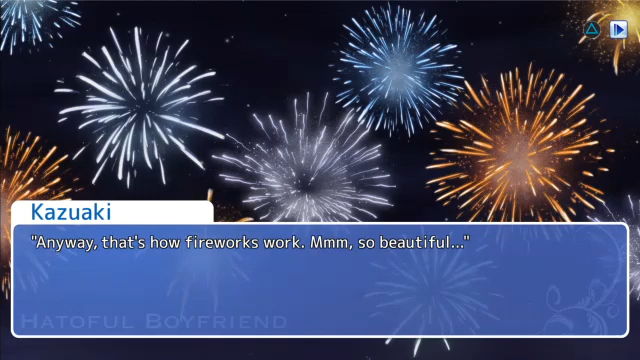 Kazuaki
"Anyway, that's how fireworks work. Mmm, so beautiful..."
HATOFUL BOYFRIEND